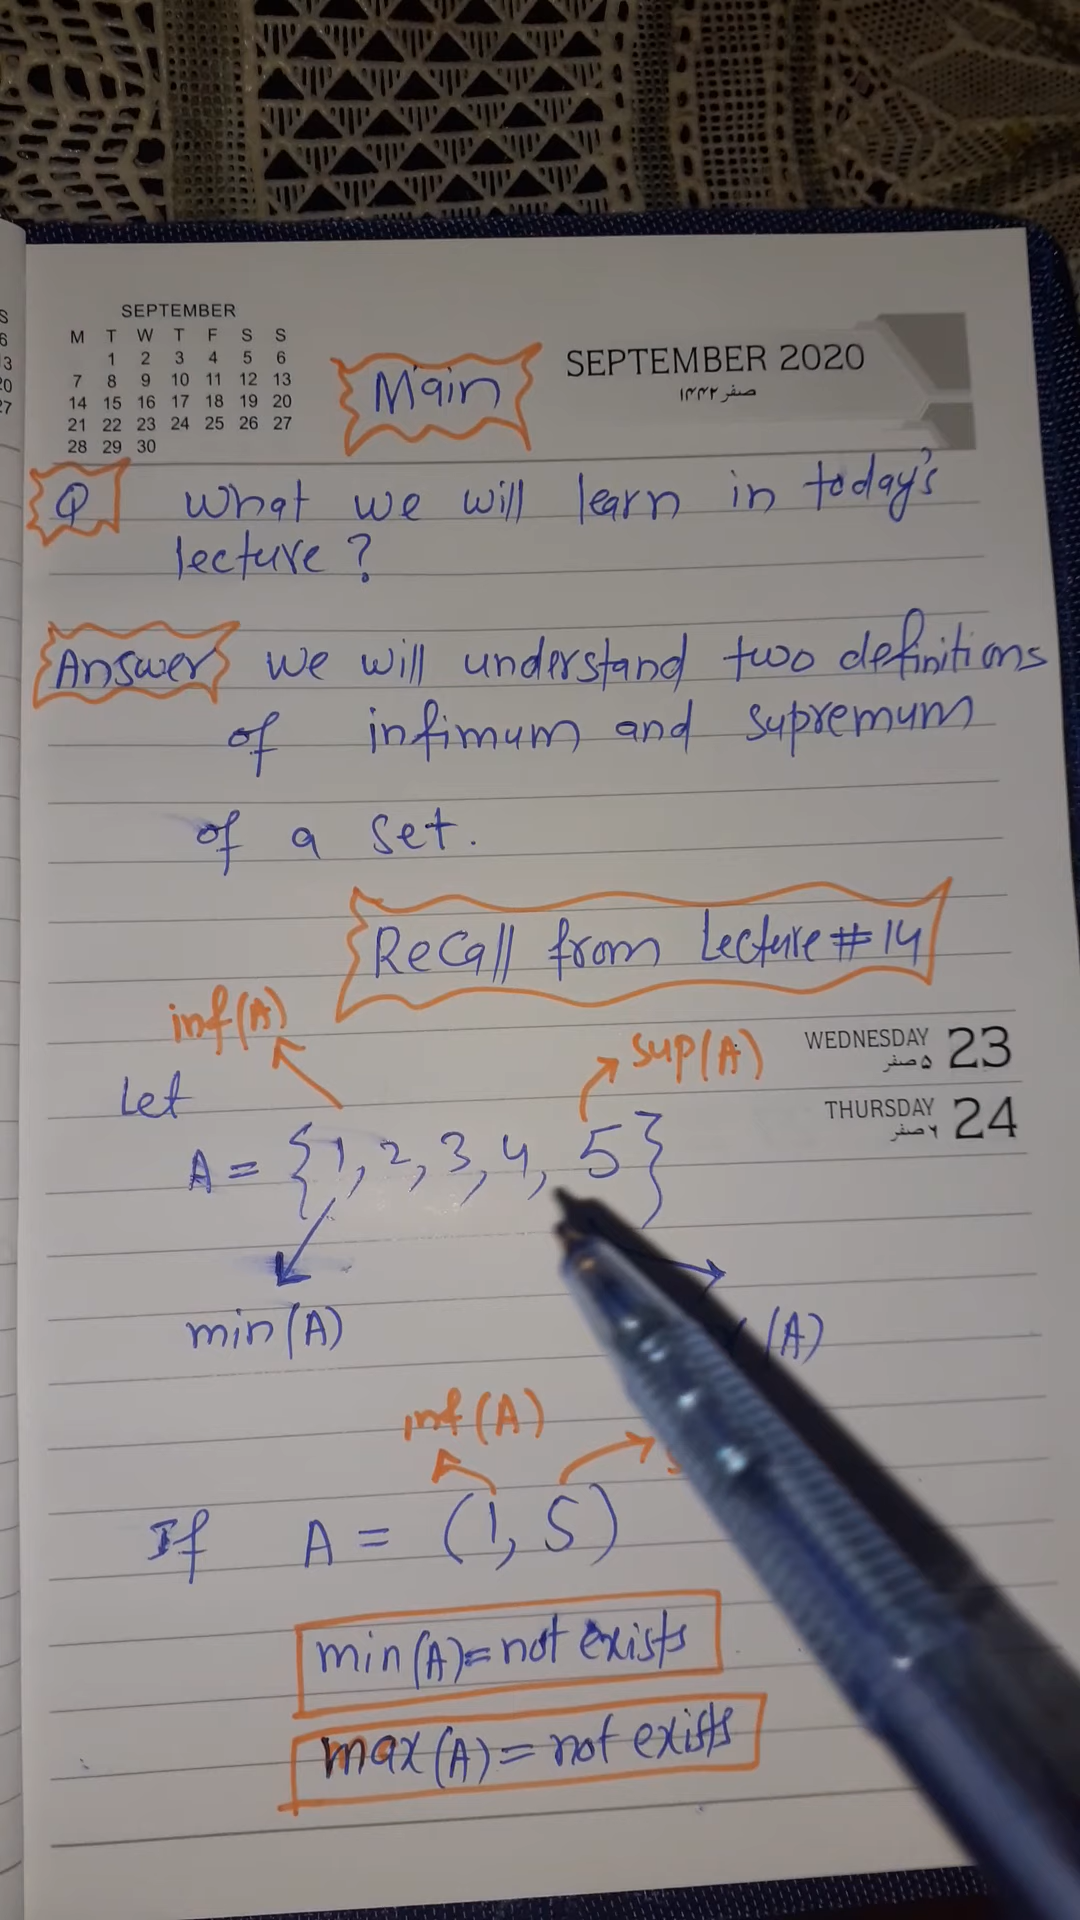 SEPTEMBER
M T W T F S S
1 2 3 4 5 6
7 8 9 10 11 12 13
14 15 16 17 18 19 20
21 22 23 24 25 26 27
28 29 30
Main
SEPTEMBER 2020
صفر ۱۴۴۲
Q What we will learn in today's
lecture?
Answer We will understand two definitions
of infimum and supremum
of a set.
Recall from Lecture #14
WEDNESDAY 23
۵ صفر
THURSDAY 24
۶ صفر
inf(A)
sup(A)
Let
A = {1, 2, 3, 4, 5}
min(A)
(A)
inf(A)
If A = (1, 5)
min(A)= not exists
max(A) = not exists